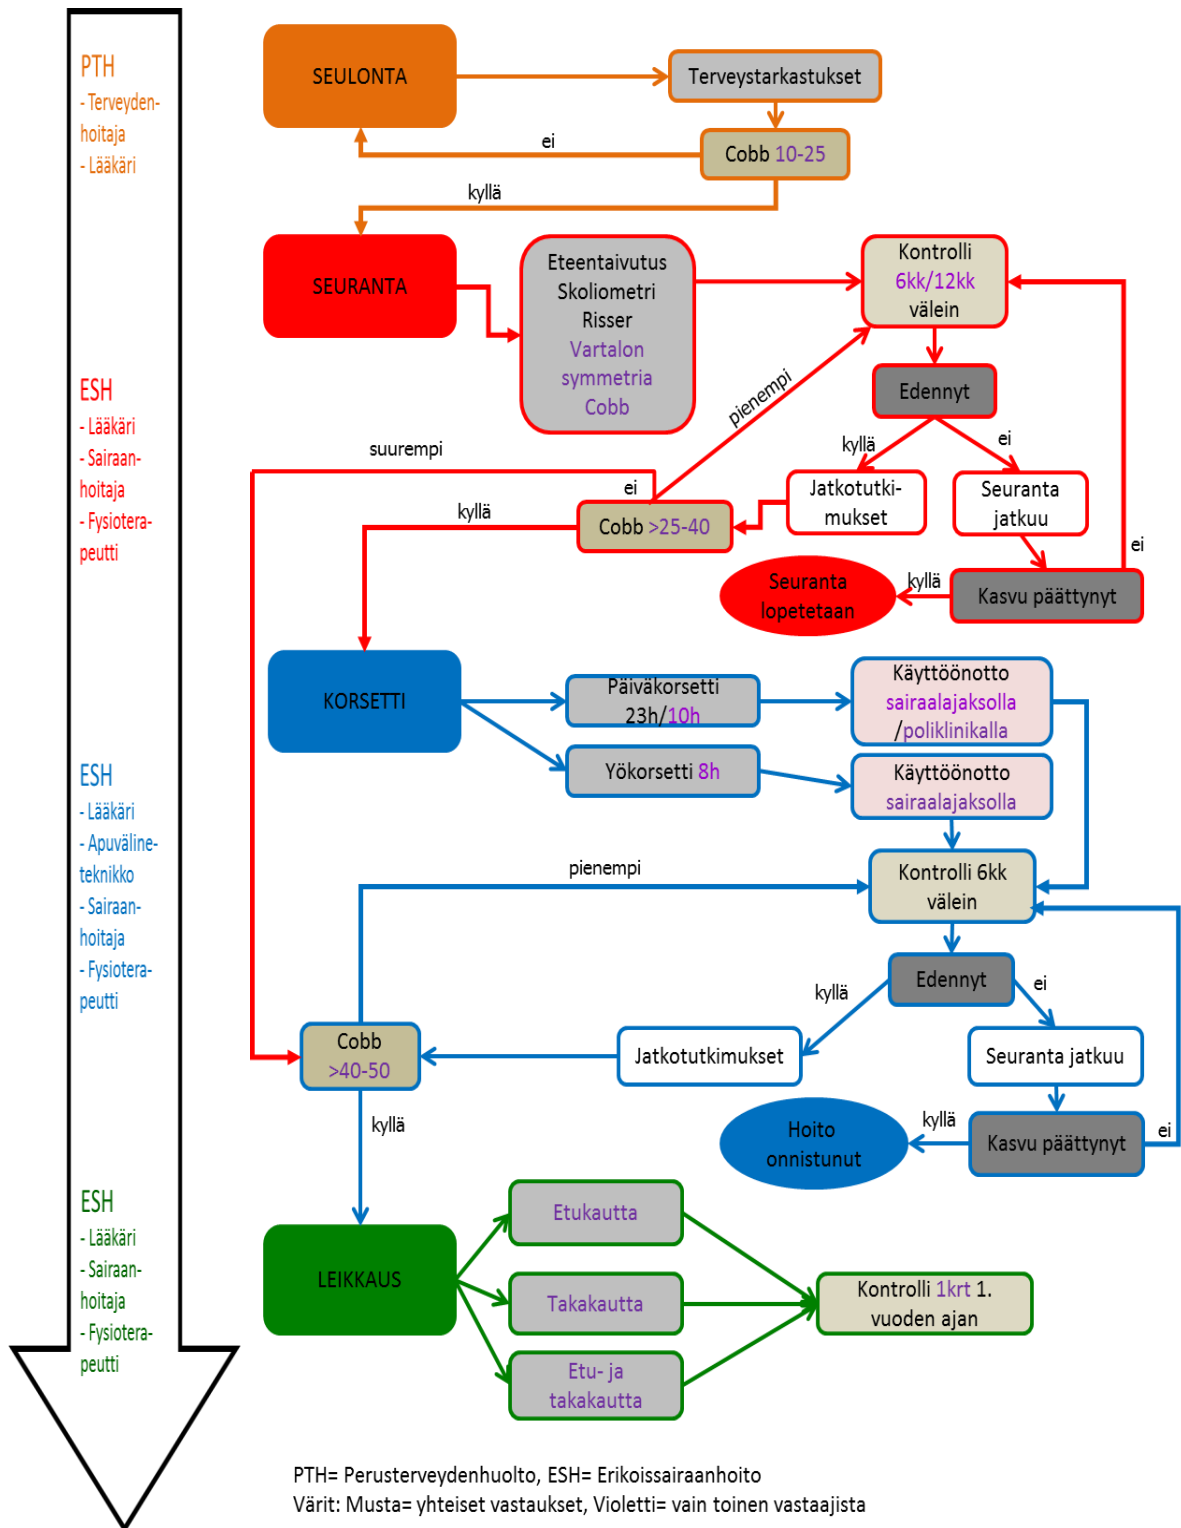 PTH
- Terveyden-
hoitaja
- Lääkäri
SEULONTA
Terveystarkastukset
ei
Cobb 10-25
kyllä
SEURANTA
Eteentaivutus
Skoliometri
Risser
Vartalon
symmetria
Cobb
Kontrolli
6kk/12kk
välein
ESH
- Lääkäri
- Sairaan-
hoitaja
- Fysiotera-
peutti
Edennyt
pienempi
kyllä
ei
suurempi
ei
Jatkotutki-
mukset
Seuranta
jatkuu
kyllä
Cobb >25-40
ei
Seuranta
lopetetaan
kyllä
Kasvu päättynyt
KORSETTI
Päiväkorsetti
23h/10h
Käyttöönotto
sairaalajaksolla
/poliklinikalla
Yökorsetti 8h
Käyttöönotto
sairaalajaksolla
ESH
- Lääkäri
- Apuväline-
teknikko
- Sairaan-
hoitaja
- Fysiotera-
peutti
pienempi
Kontrolli 6kk
välein
Edennyt
kyllä
ei
Cobb
>40-50
Jatkotutkimukset
Seuranta jatkuu
kyllä
Hoito
onnistunut
kyllä
Kasvu päättynyt
ei
ESH
- Lääkäri
- Sairaan-
hoitaja
- Fysiotera-
peutti
LEIKKAUS
Etukautta
Takakautta
Etu- ja
takakautta
Kontrolli 1krt 1.
vuoden ajan
PTH= Perusterveydenhuolto, ESH= Erikoissairaanhoito
Värit: Musta= yhteiset vastaukset, Violetti= vain toinen vastaajista